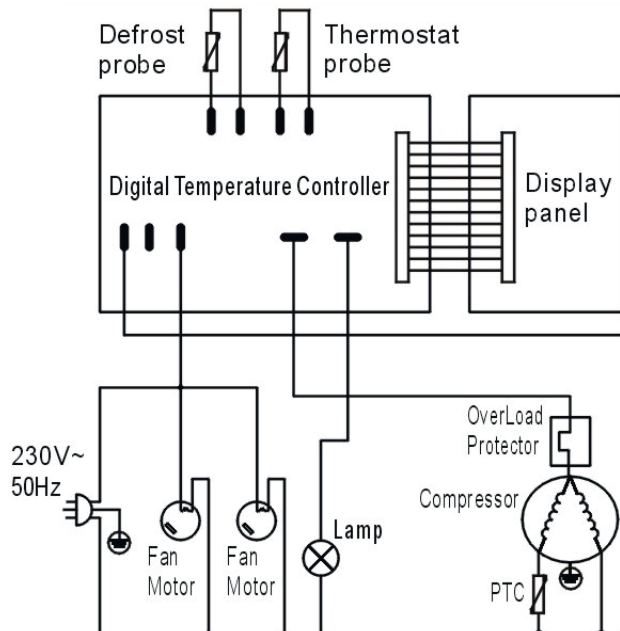 Defrost
probe
Thermostat
probe
Digital Temperature Controller
Display
panel
OverLoad
Protector
230V~
50Hz
Compressor
Lamp
Fan
Motor
Fan
Motor
PTC